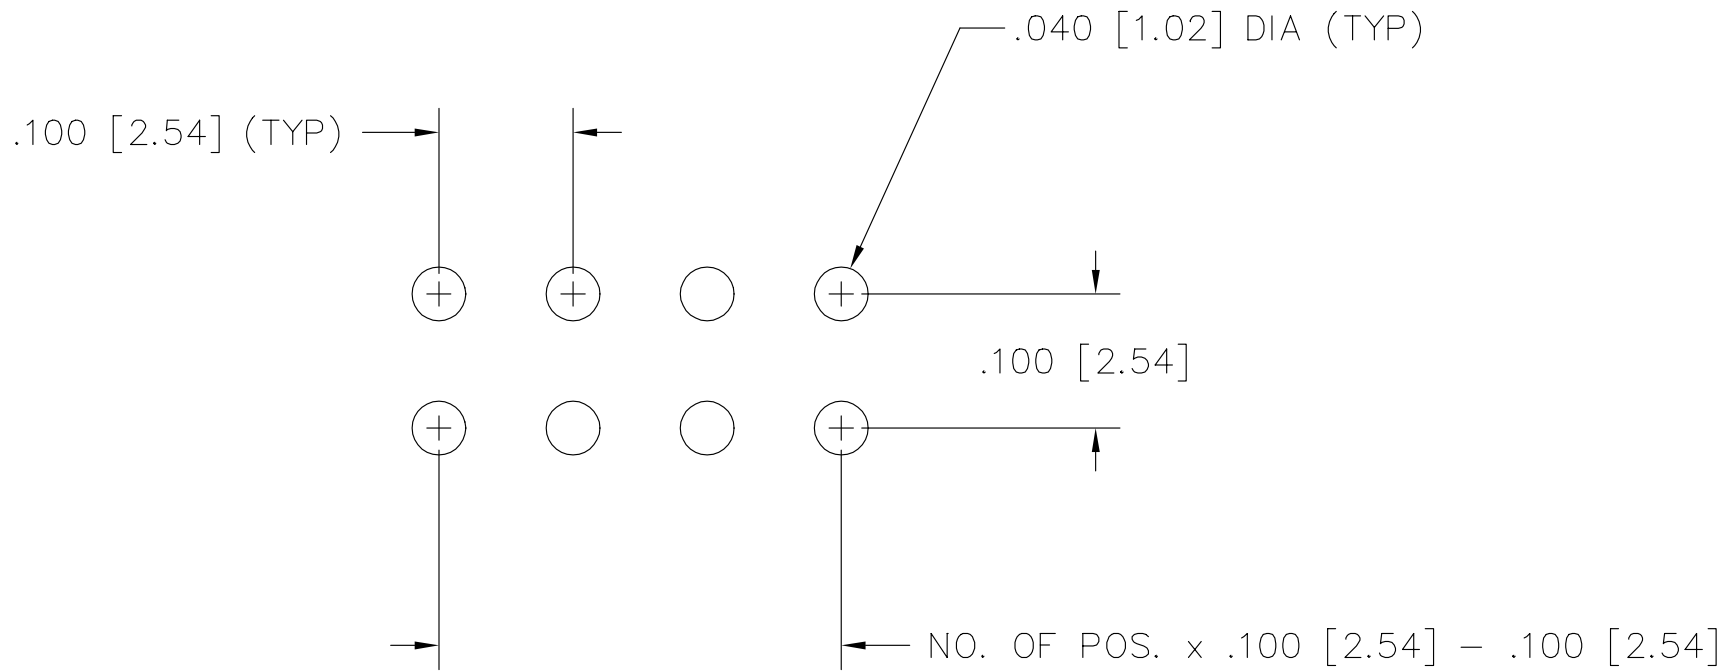 .040 [1.02] DIA (TYP)
.100 [2.54] (TYP)
.100 [2.54]
NO. OF POS. x .100 [2.54] – .100 [2.54]